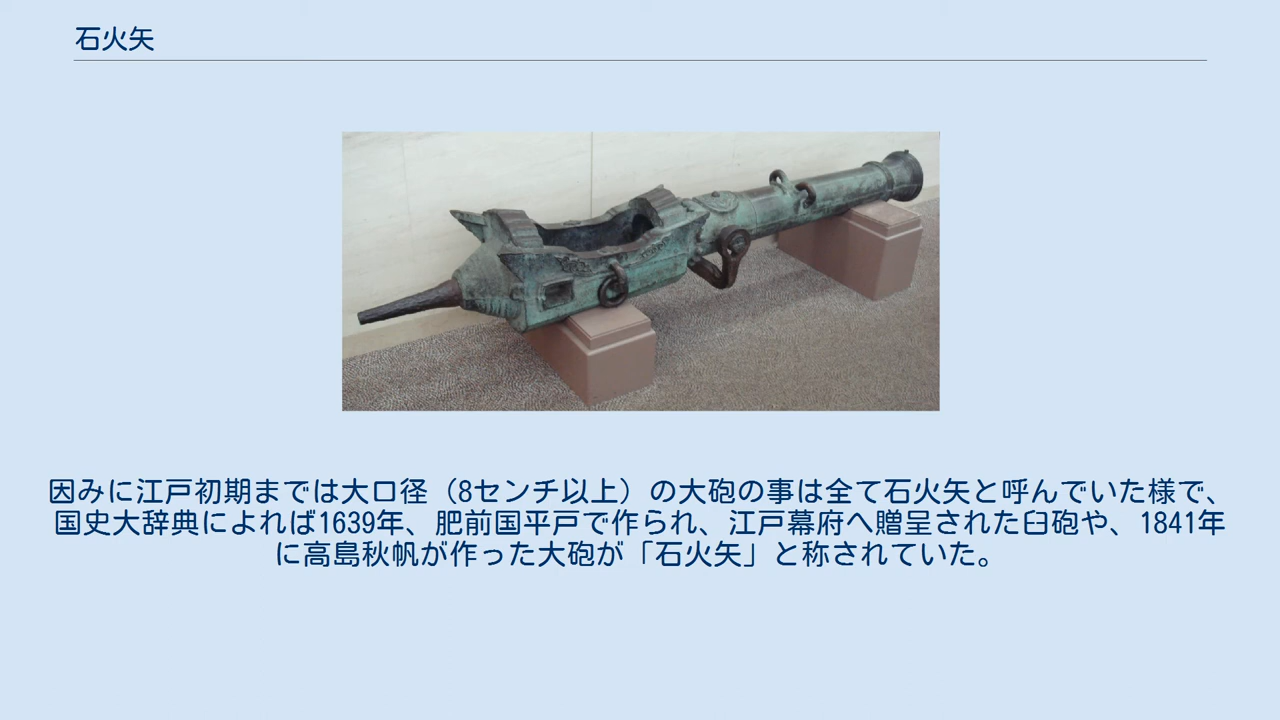 石火矢
因みに江戸初期までは大口径（8センチ以上）の大砲の事は全て石火矢と呼んでいた様で、
国史大辞典によれば1639年、肥前国平戸で作られ、江戸幕府へ贈呈された臼砲や、1841年
に高島秋帆が作った大砲が「石火矢」と称されていた。